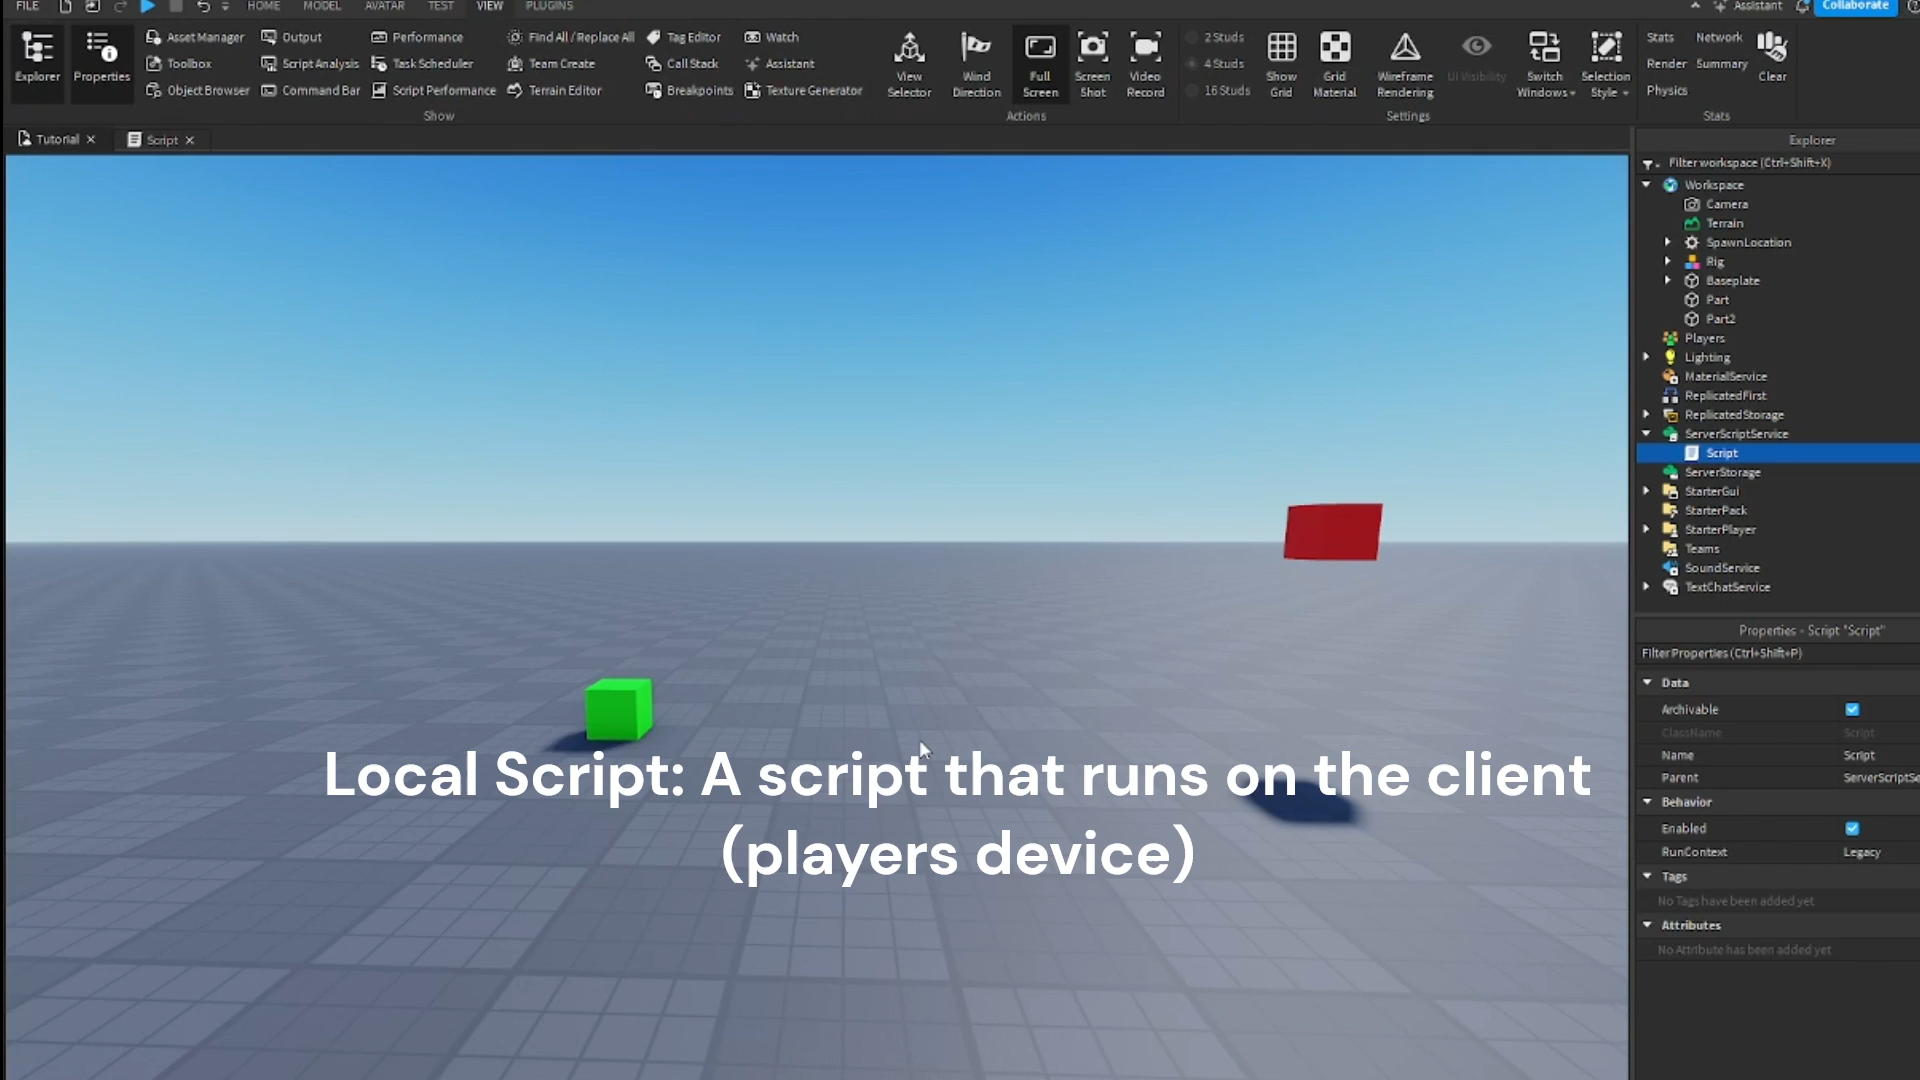 FILE HOME MODEL AVATAR TEST VIEW PLUGINS Assistant Collaborate
Explorer
Properties
Asset Manager
Toolbox
Object Browser
Output
Script Analysis
Command Bar
Performance
Task Scheduler
Script Performance
Find All / Replace All
Team Create
Terrain Editor
Tag Editor
Call Stack
Breakpoints
Watch
Assistant
Texture Generator
Show
View
Selector
Wind
Direction
Full
Screen
Screen
Shot
Video
Record
Actions
2 Studs
4 Studs
16 Studs
Show
Grid
Grid
Material
Wireframe
Rendering
UI Visibility
Switch
Windows
Selection
Style
Settings
Stats
Network
Render
Summary
Physics
Clear
Stats
Tutorial
Script
Explorer
Filter workspace (Ctrl+Shift+X)
Workspace
Camera
Terrain
SpawnLocation
Rig
Baseplate
Part
Part2
Players
Lighting
MaterialService
ReplicatedFirst
ReplicatedStorage
ServerScriptService
Script
ServerStorage
StarterGui
StarterPack
StarterPlayer
Teams
SoundService
TextChatService
Properties - Script "Script"
Filter Properties (Ctrl+Shift+P)
Data
Archivable
ClassName Script
Name Script
Parent ServerScriptSe
Behavior
Enabled
RunContext Legacy
Tags
No Tags have been added yet
Attributes
No Attribute has been added yet
Local Script: A script that runs on the client
(players device)